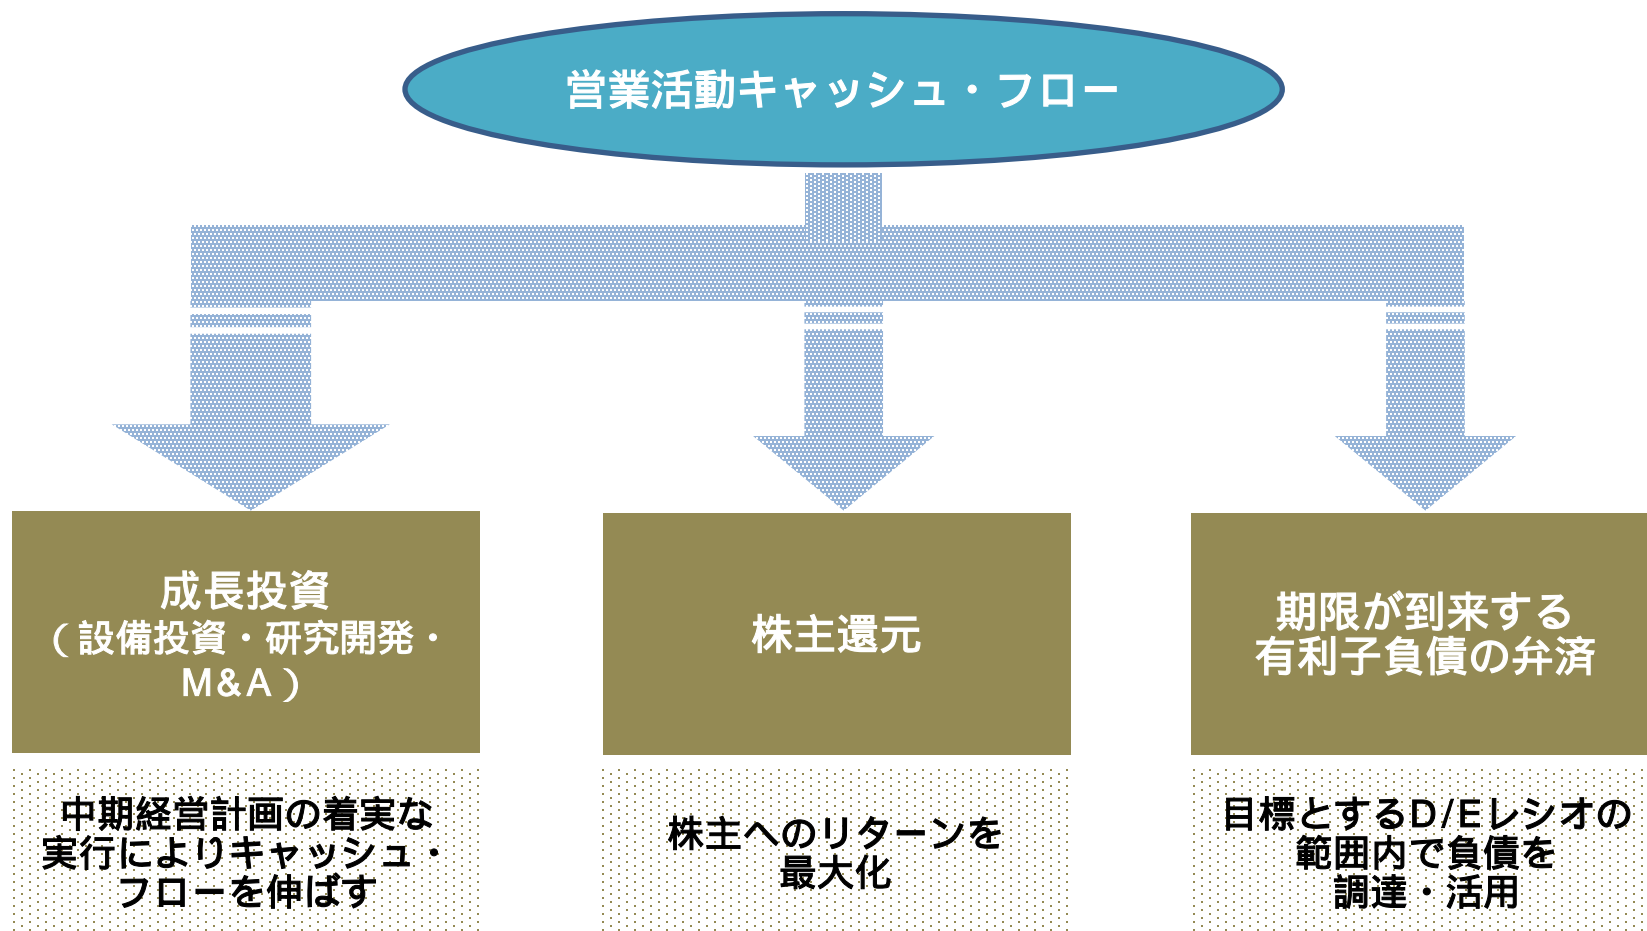 営業活動キャッシュ・フロー
成長投資
（設備投資・研究開発・
M&A）
株主還元
期限が到来する
有利子負債の弁済
中期経営計画の着実な
実行によりキャッシュ・
フローを伸ばす
株主へのリターンを
最大化
目標とするD/Eレシオの
範囲内で負債を
調達・活用